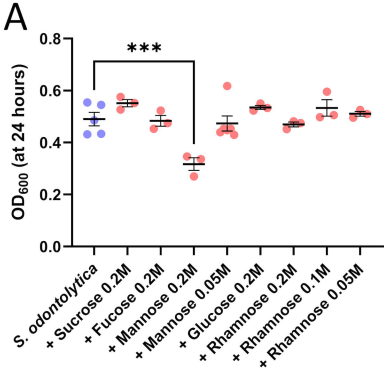 A
***
0.8
0.6
0.4
0.2
0.0
OD600 (at 24 hours)
S. odontolytica
+ Sucrose 0.2M
+ Fucose 0.2M
+ Mannose 0.2M
+ Mannose 0.05M
+ Glucose 0.2M
+ Rhamnose 0.2M
+ Rhamnose 0.1M
+ Rhamnose 0.05M